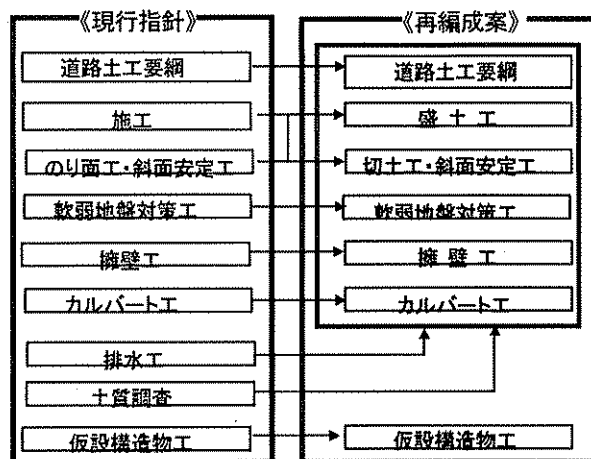 《現行指針》
道路土工要綱
施工
のり面工・斜面安定工
軟弱地盤対策工
擁壁工
カルバート工
排水工
土質調査
仮設構造物工
《再編成案》
道路土工要綱
盛 土 工
切土工・斜面安定工
軟弱地盤対策工
擁 壁 工
カルバート工
仮設構造物工